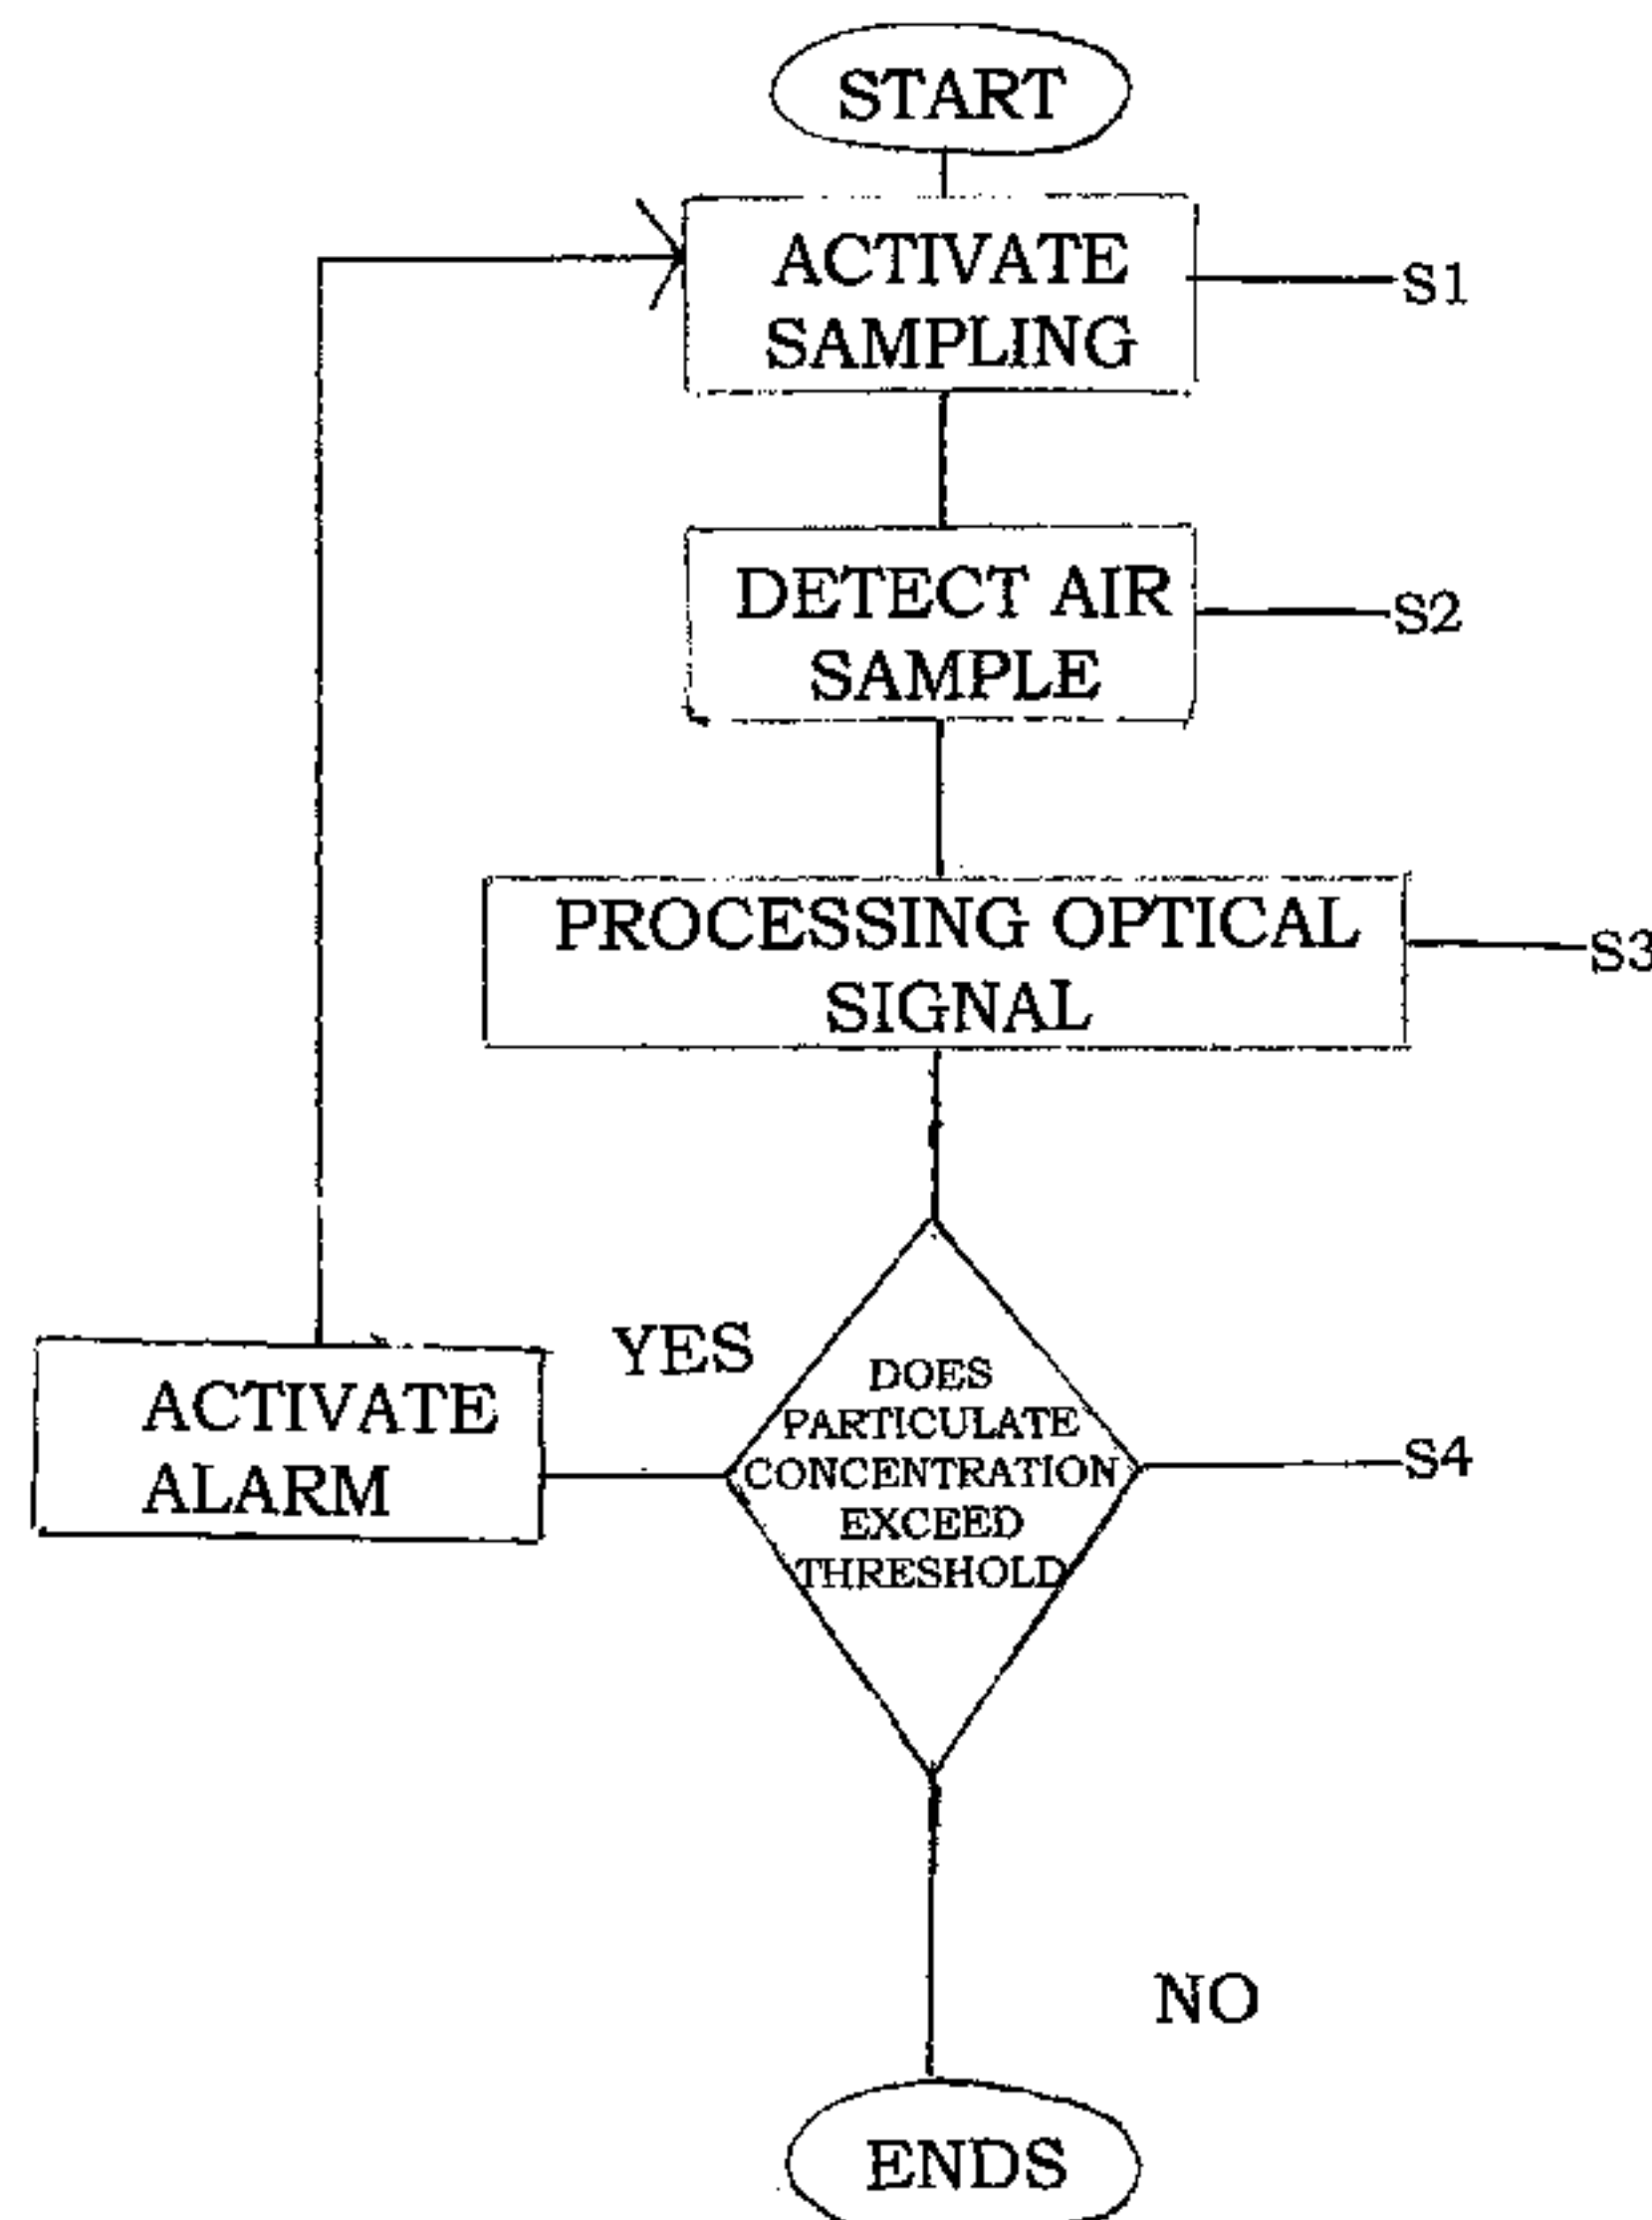 START
ACTIVATE
SAMPLING
S1
DETECT AIR
SAMPLE
S2
PROCESSING OPTICAL
SIGNAL
S3
YES
DOES
PARTICULATE
CONCENTRATION
EXCEED
THRESHOLD
S4
ACTIVATE
ALARM
NO
ENDS